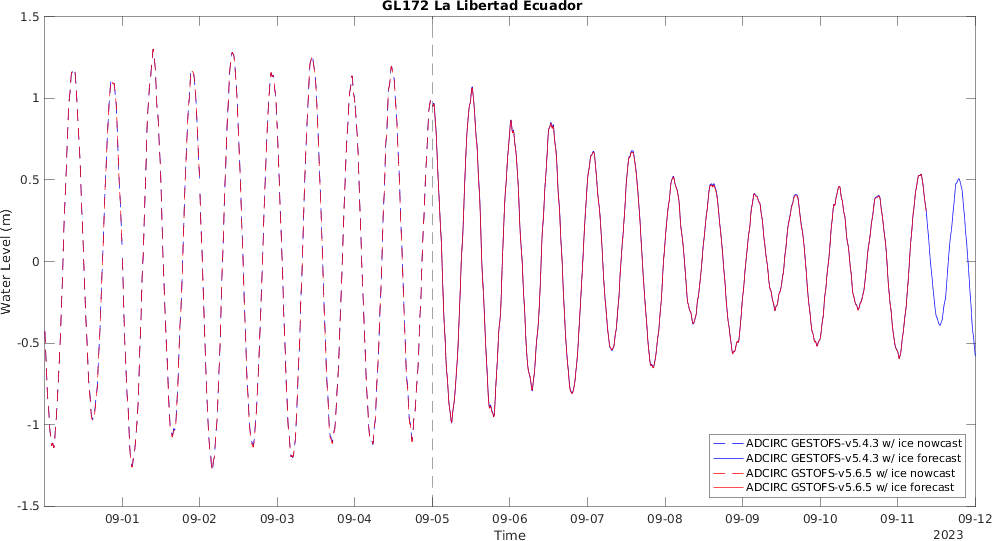 GL172 La Libertad Ecuador
1.5
1
0.5
0
-0.5
-1
-1.5
Water Level (m)
ADCIRC GESTOFS-v5.4.3 w/ ice nowcast
ADCIRC GESTOFS-v5.4.3 w/ ice forecast
ADCIRC GSTOFS-v5.6.5 w/ ice nowcast
ADCIRC GSTOFS-v5.6.5 w/ ice forecast
09-01 09-02 09-03 09-04 09-05 09-06 09-07 09-08 09-09 09-10 09-11 09-12
Time
2023